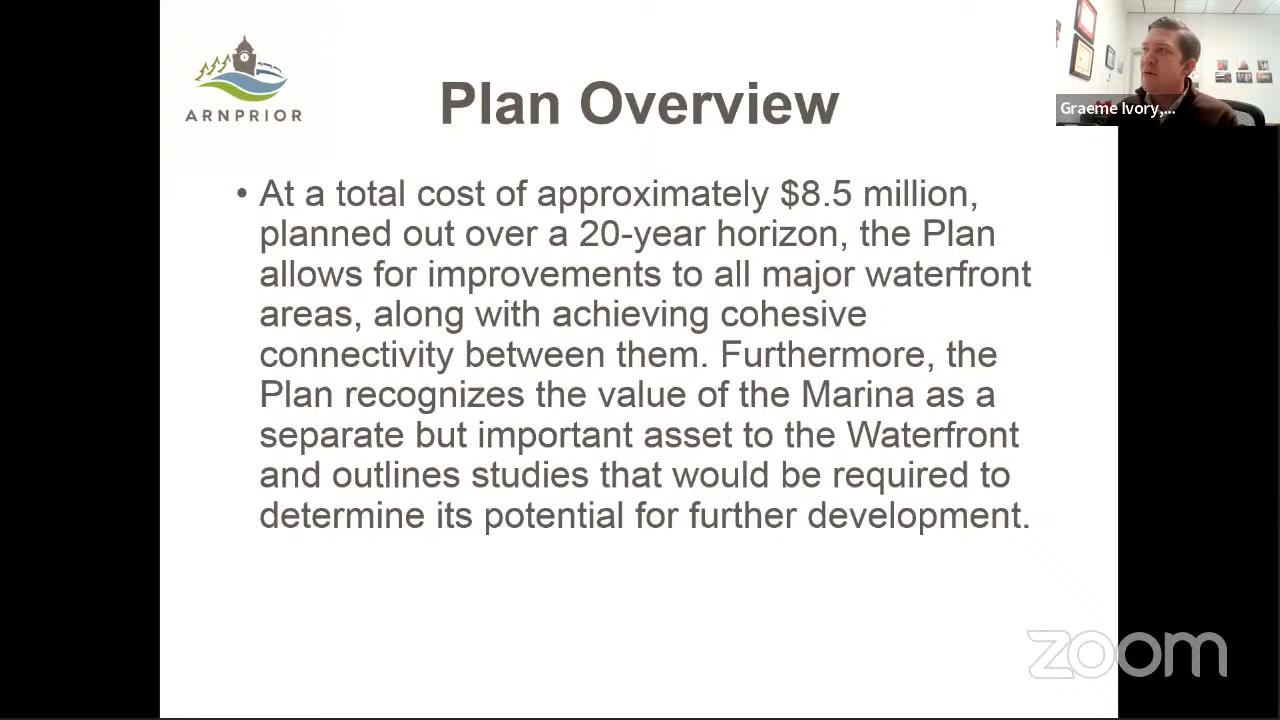 ARNPRIOR
Plan Overview
• At a total cost of approximately $8.5 million,
planned out over a 20-year horizon, the Plan
allows for improvements to all major waterfront
areas, along with achieving cohesive
connectivity between them. Furthermore, the
Plan recognizes the value of the Marina as a
separate but important asset to the Waterfront
and outlines studies that would be required to
determine its potential for further development.
Graeme Ivory,...
zoom